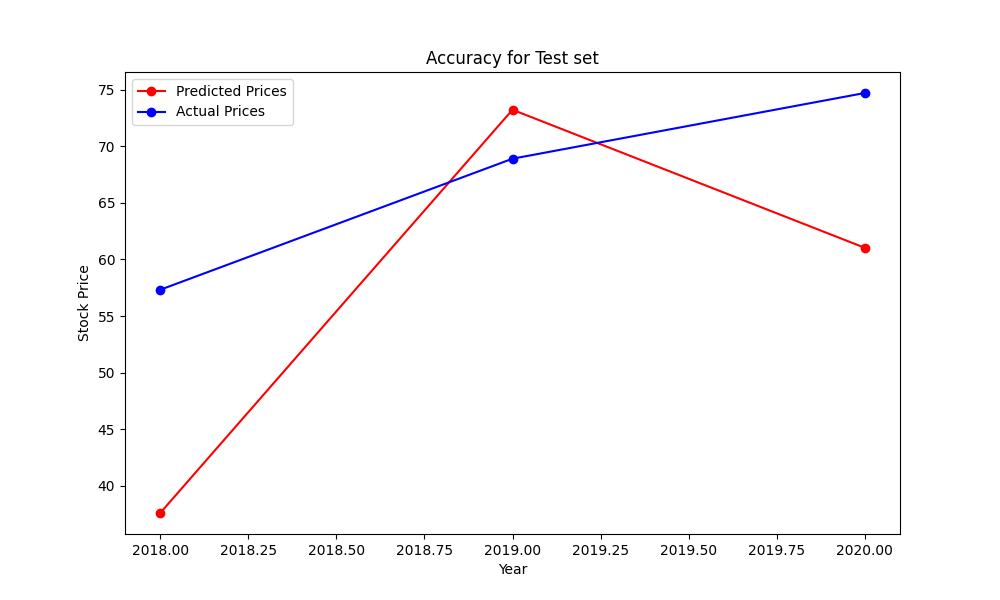 Accuracy for Test set
Predicted Prices
Actual Prices
75
70
65
60
55
50
45
40
Stock Price
2018.00 2018.25 2018.50 2018.75 2019.00 2019.25 2019.50 2019.75 2020.00
Year